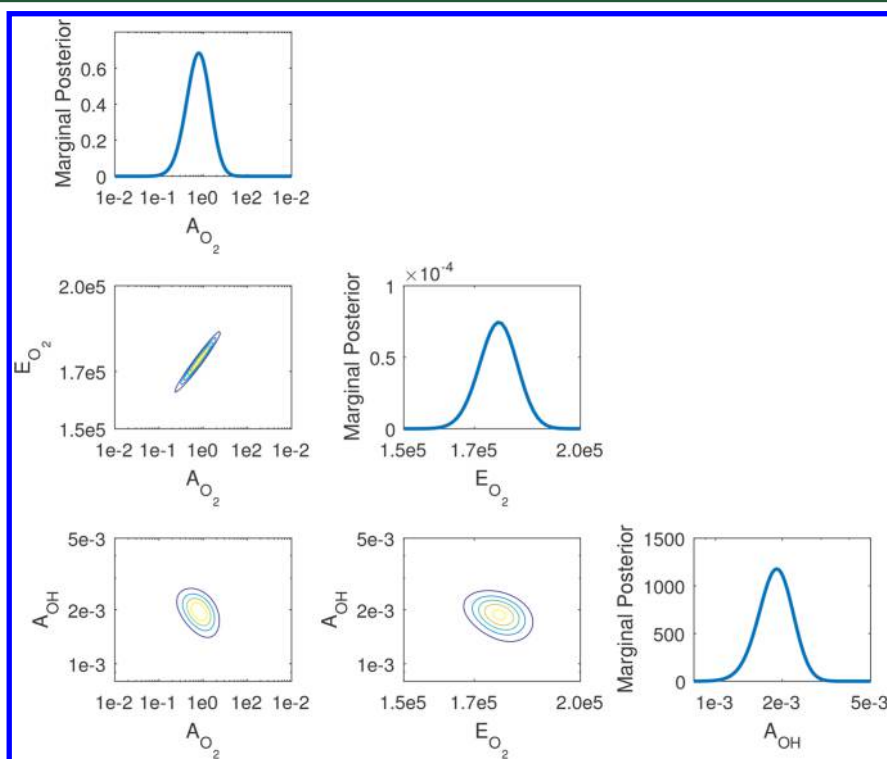 Marginal Posterior
0.6
0.4
0.2
0
1e-2 1e-1 1e0 1e2 1e-2
A_O2
E_O2
2.0e5
1.7e5
1.5e5
1e-2 1e-1 1e0 1e2 1e-2
A_O2
Marginal Posterior
×10^-4
1
0.5
0
1.5e5 1.7e5 2.0e5
E_O2
A_OH
5e-3
2e-3
1e-3
1e-2 1e-1 1e0 1e2 1e-2
A_O2
A_OH
5e-3
2e-3
1e-3
1.5e5 1.7e5 2.0e5
E_O2
Marginal Posterior
1500
1000
500
0
1e-3 2e-3 5e-3
A_OH